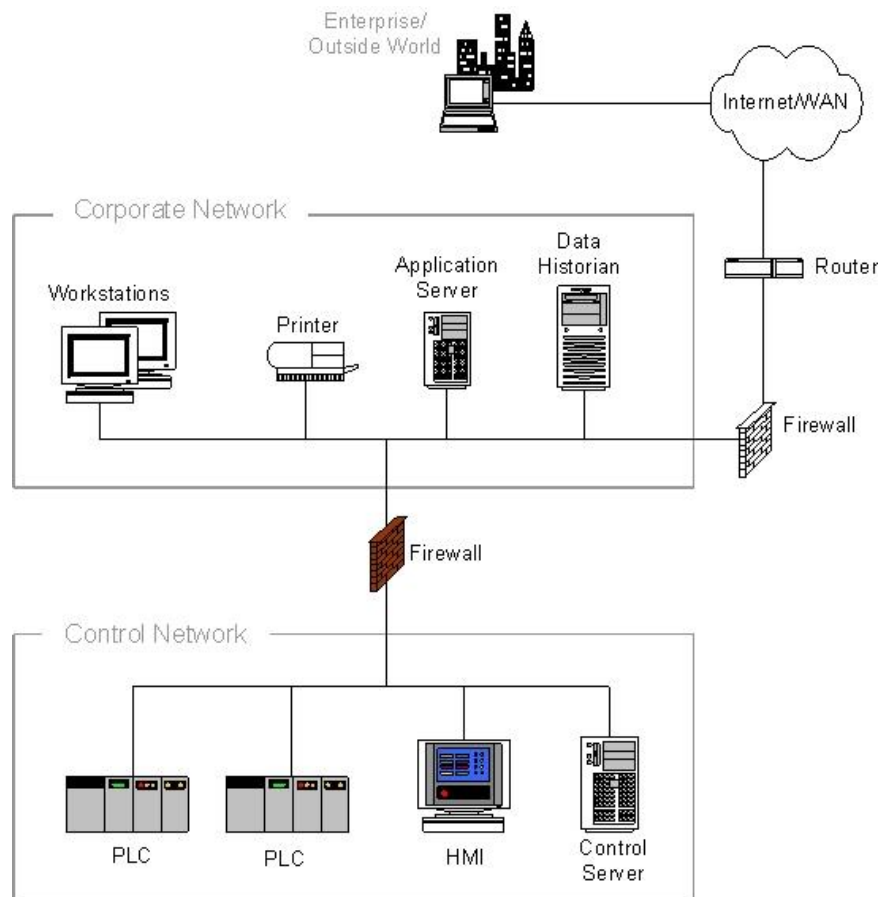 Enterprise/
Outside World
Internet/WAN
Corporate Network
Router
Workstations
Printer
Application
Server
Data
Historian
Firewall
Firewall
Control Network
PLC
PLC
HMI
Control
Server